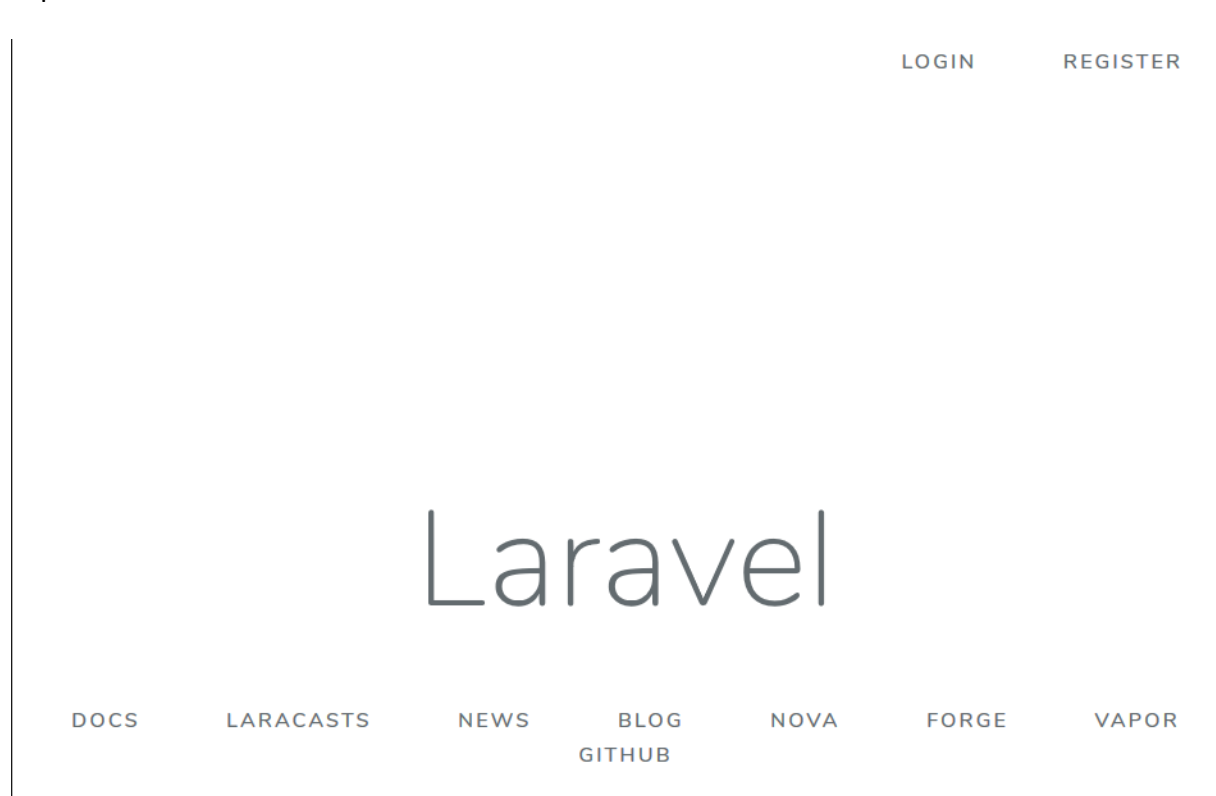 LOGIN REGISTER
Laravel
DOCS LARACASTS NEWS BLOG NOVA FORGE VAPOR
GITHUB